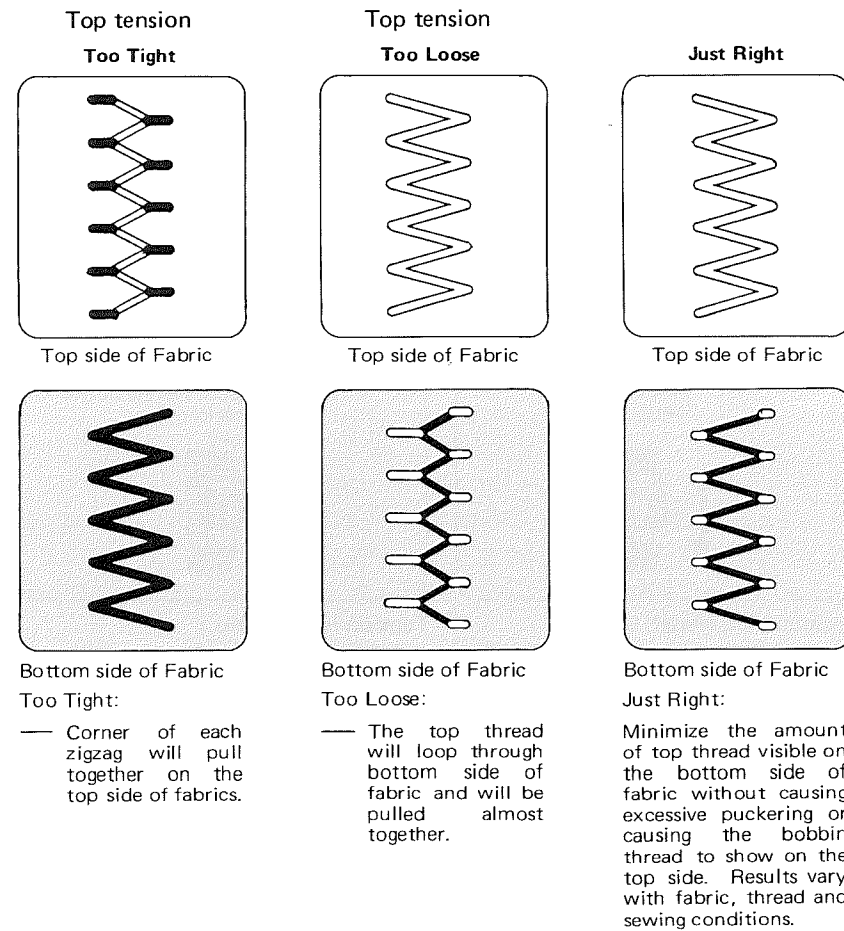 Top tension
Too Tight
Top tension
Too Loose
Just Right
Top side of Fabric
Top side of Fabric
Top side of Fabric
Bottom side of Fabric
Too Tight:
— Corner of each
zigzag will pull
together on the
top side of fabrics.
Bottom side of Fabric
Too Loose:
— The top thread
will loop through
bottom side of
fabric and will be
pulled almost
together.
Bottom side of Fabric
Just Right:
Minimize the amount
of top thread visible on
the bottom side of
fabric without causing
excessive puckering or
causing the bobbin
thread to show on the
top side. Results vary
with fabric, thread and
sewing conditions.